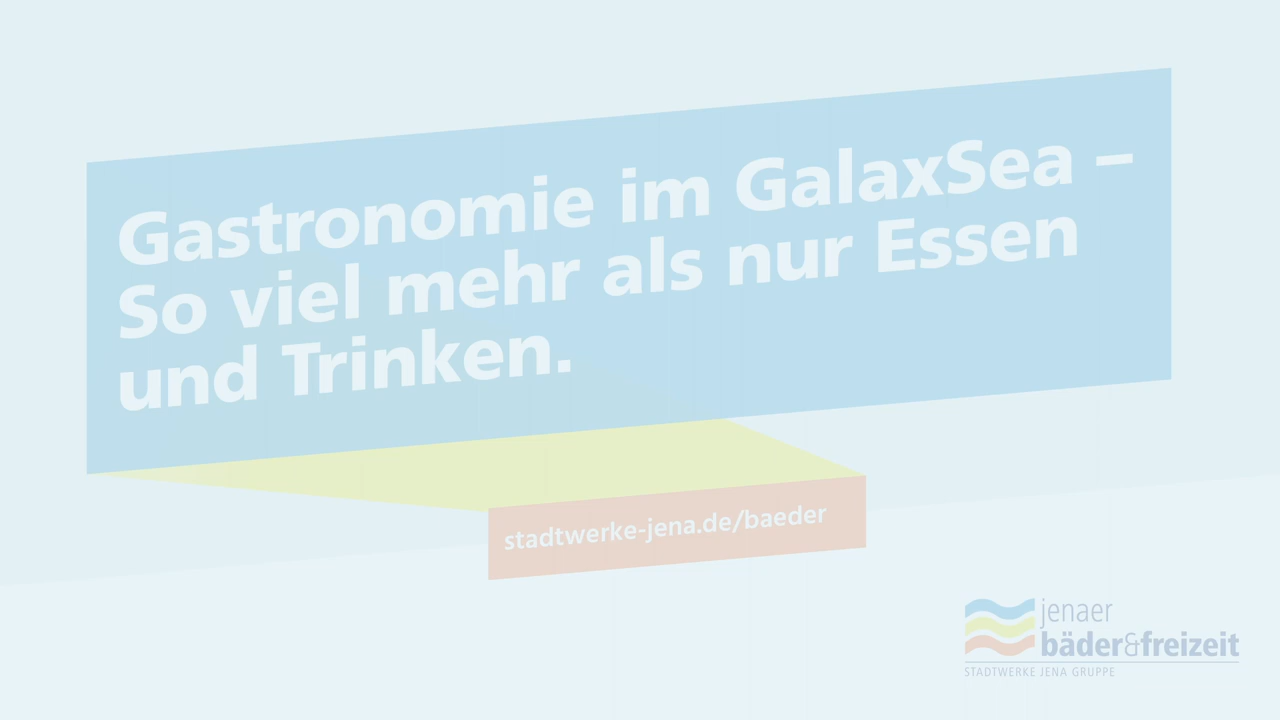 Gastronomie im GalaxSea –
So viel mehr als nur Essen
und Trinken.
stadtwerke-jena.de/baeder
jenaer
bäder&freizeit
STADTWERKE JENA GRUPPE